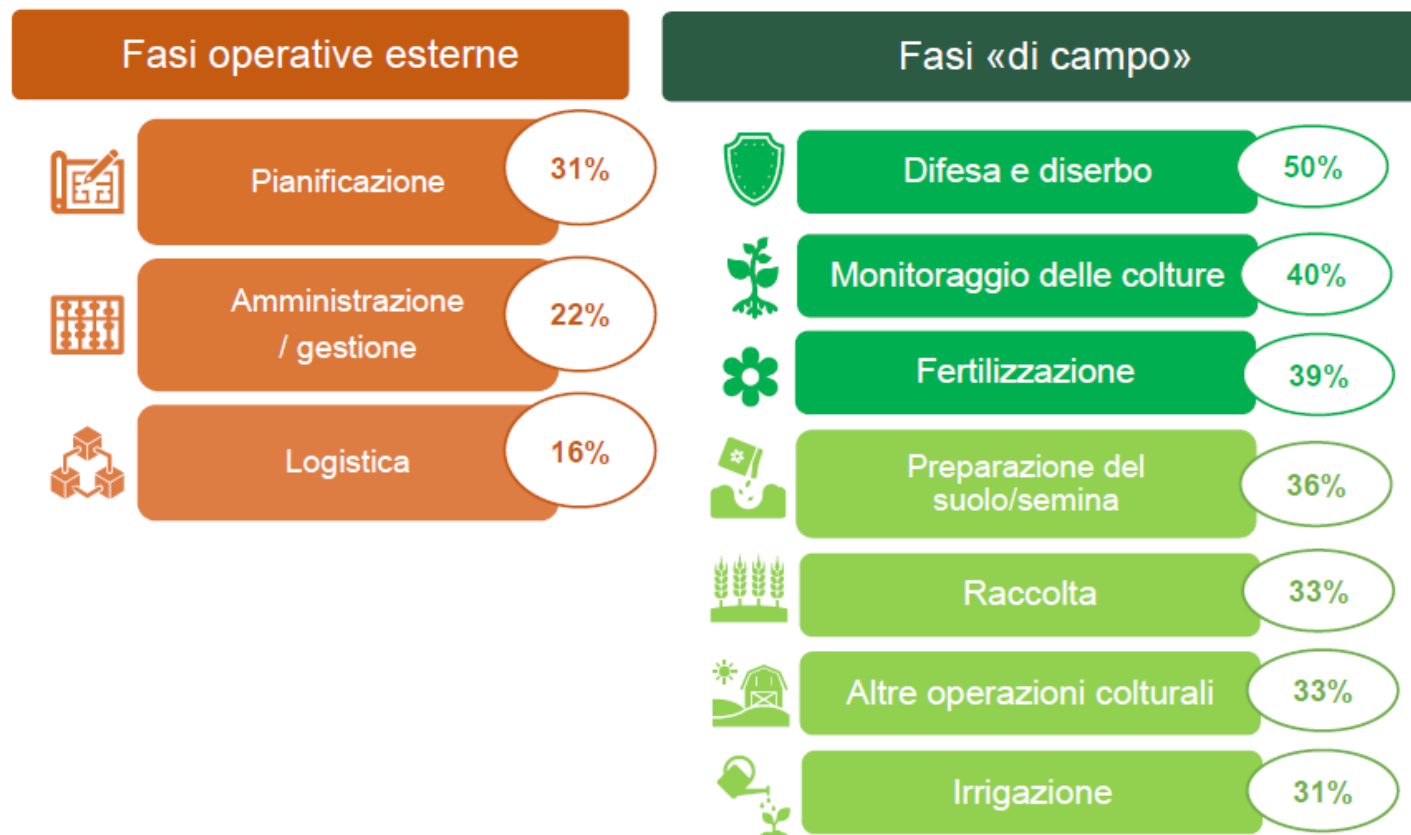 Fasi operative esterne
Pianificazione
31%
Amministrazione
/ gestione
22%
Logistica
16%
Fasi «di campo»
Difesa e diserbo
50%
Monitoraggio delle colture
40%
Fertilizzazione
39%
Preparazione del
suolo/semina
36%
Raccolta
33%
Altre operazioni colturali
33%
Irrigazione
31%